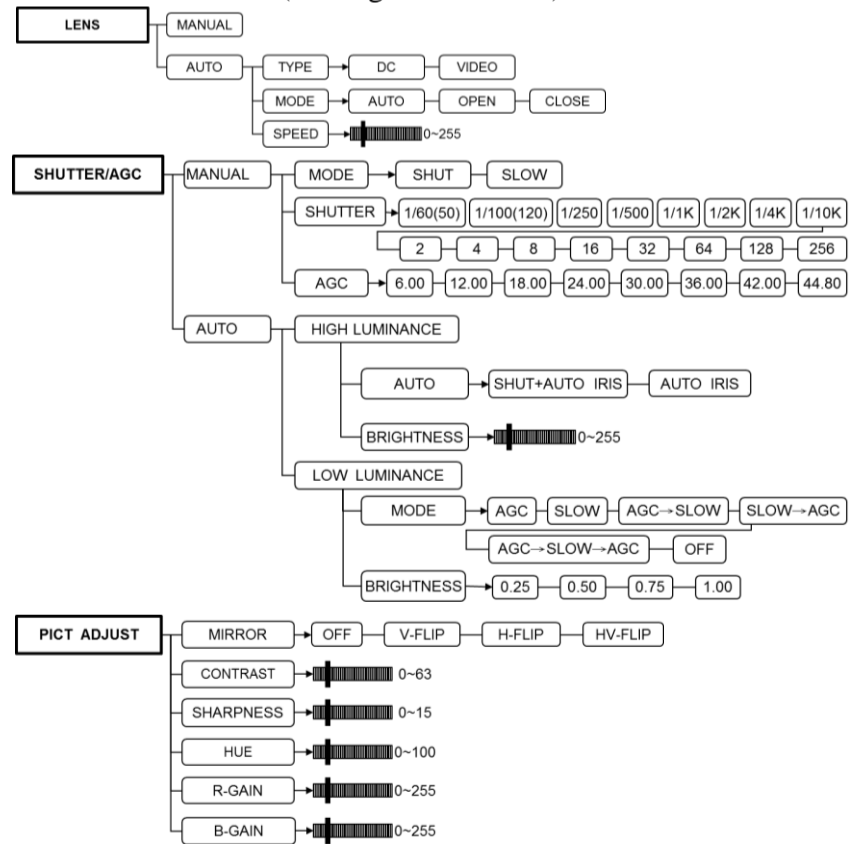 LENS MANUAL
AUTO TYPE DC VIDEO
MODE AUTO OPEN CLOSE
SPEED 0~255
SHUTTER/AGC MANUAL MODE SHUT SLOW
SHUTTER 1/60(50) 1/100(120) 1/250 1/500 1/1K 1/2K 1/4K 1/10K
2 4 8 16 32 64 128 256
AGC 6.00 12.00 18.00 24.00 30.00 36.00 42.00 44.80
AUTO HIGH LUMINANCE
AUTO SHUT+AUTO IRIS AUTO IRIS
BRIGHTNESS 0~255
LOW LUMINANCE
MODE AGC SLOW AGC→SLOW SLOW→AGC
AGC→SLOW→AGC OFF
BRIGHTNESS 0.25 0.50 0.75 1.00
PICT ADJUST MIRROR OFF V-FLIP H-FLIP HV-FLIP
CONTRAST 0~63
SHARPNESS 0~15
HUE 0~100
R-GAIN 0~255
B-GAIN 0~255